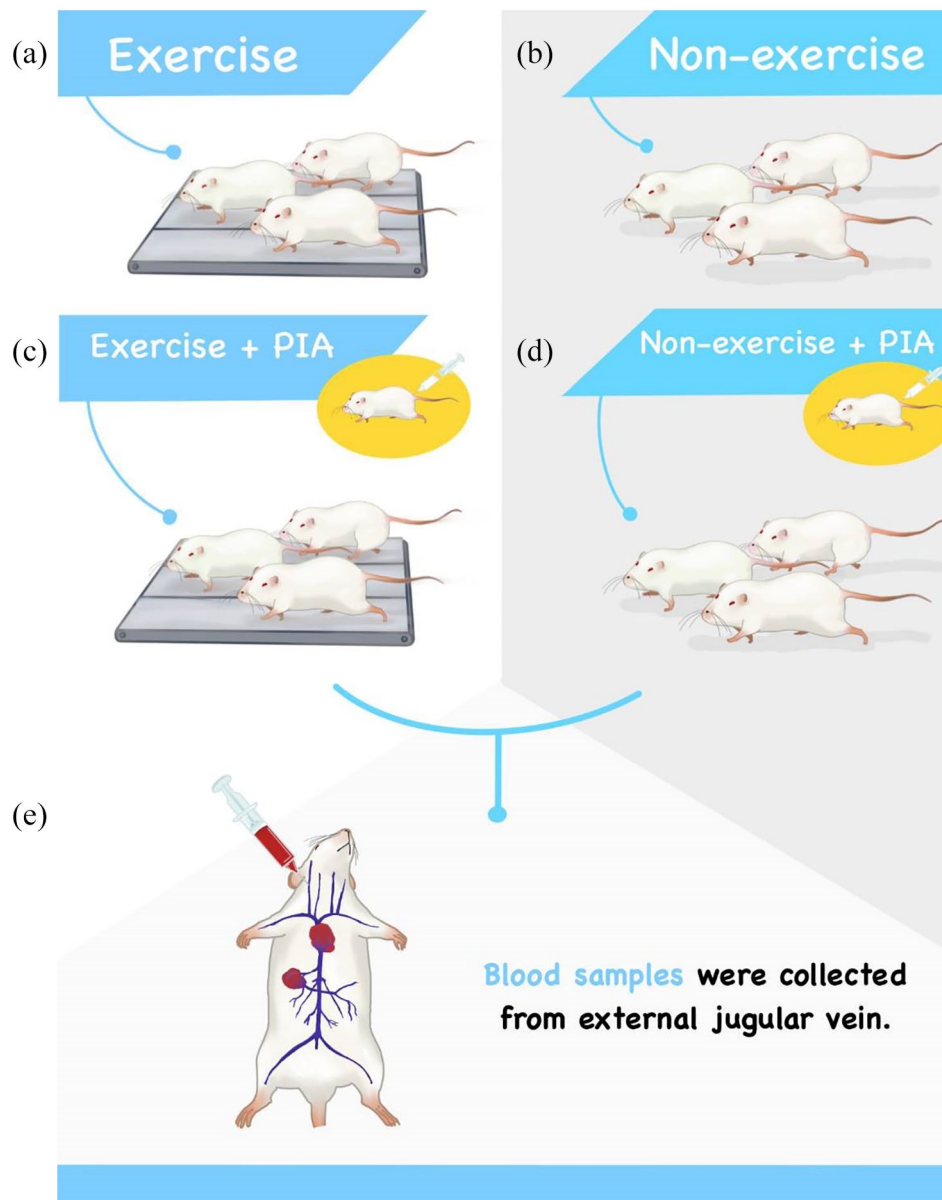 (a)
Exercise
(b)
Non-exercise
(c)
Exercise + PIA
(d)
Non-exercise + PIA
(e)
Blood samples were collected
from external jugular vein.